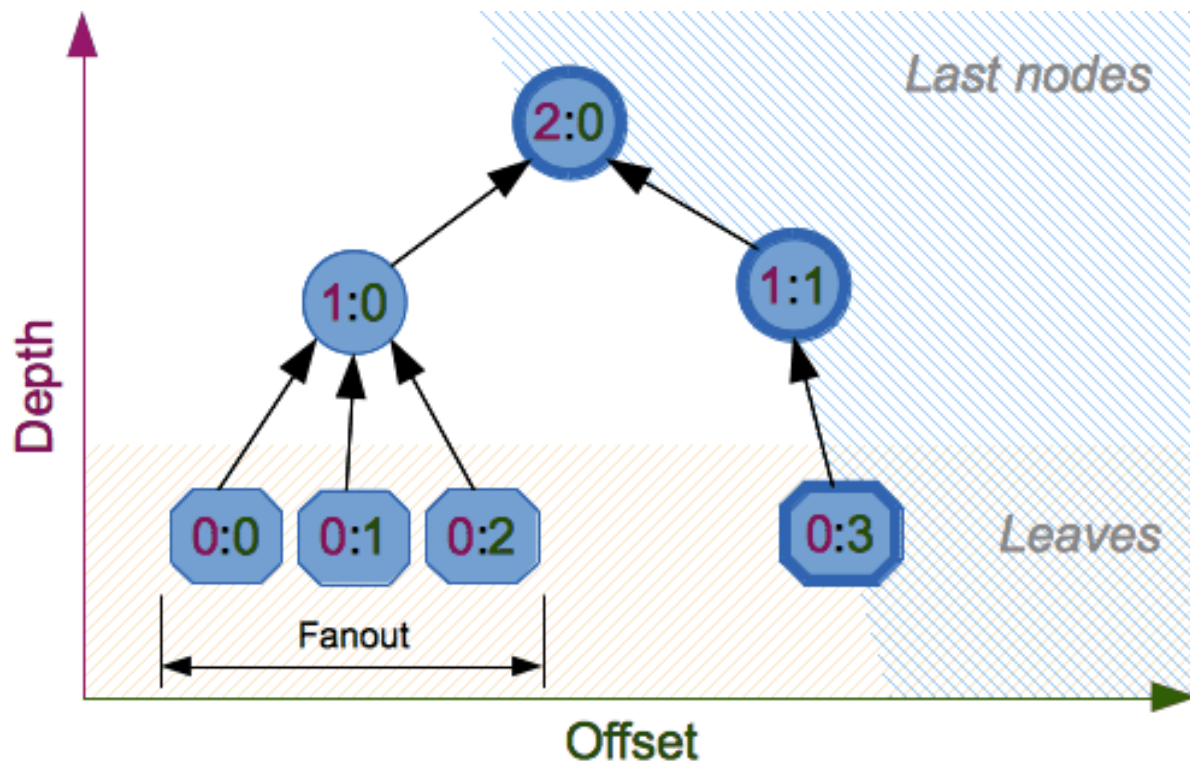 Last nodes
2:0
1:0
1:1
Depth
0:0 0:1 0:2 0:3
Leaves
Fanout
Offset